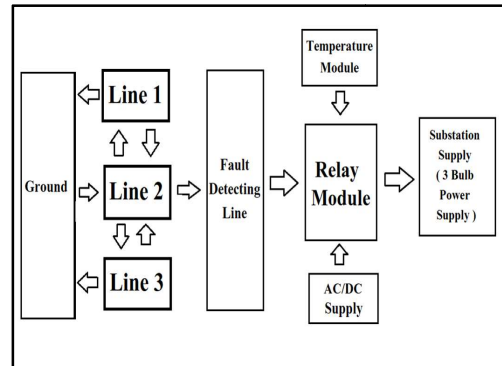 Ground
Line 1
Line 2
Line 3
Fault
Detecting
Line
Temperature
Module
Relay
Module
AC/DC
Supply
Substation
Supply
( 3 Bulb
Power
Supply )